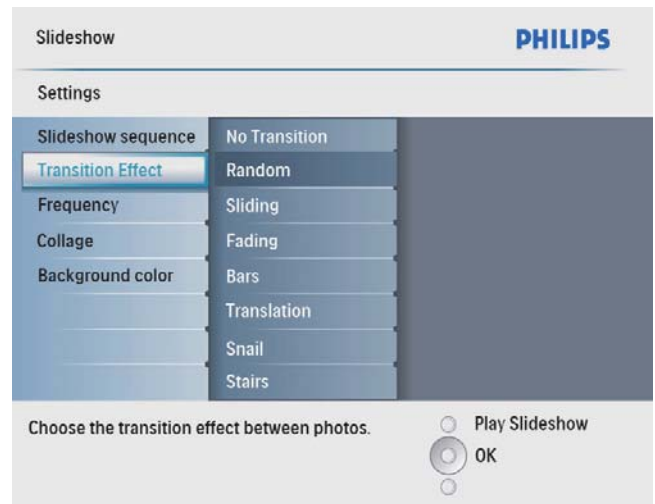 Slideshow
PHILIPS
Settings
Slideshow sequence
Transition Effect
Frequency
Collage
Background color
No Transition
Random
Sliding
Fading
Bars
Translation
Snail
Stairs
Choose the transition effect between photos.
Play Slideshow
OK